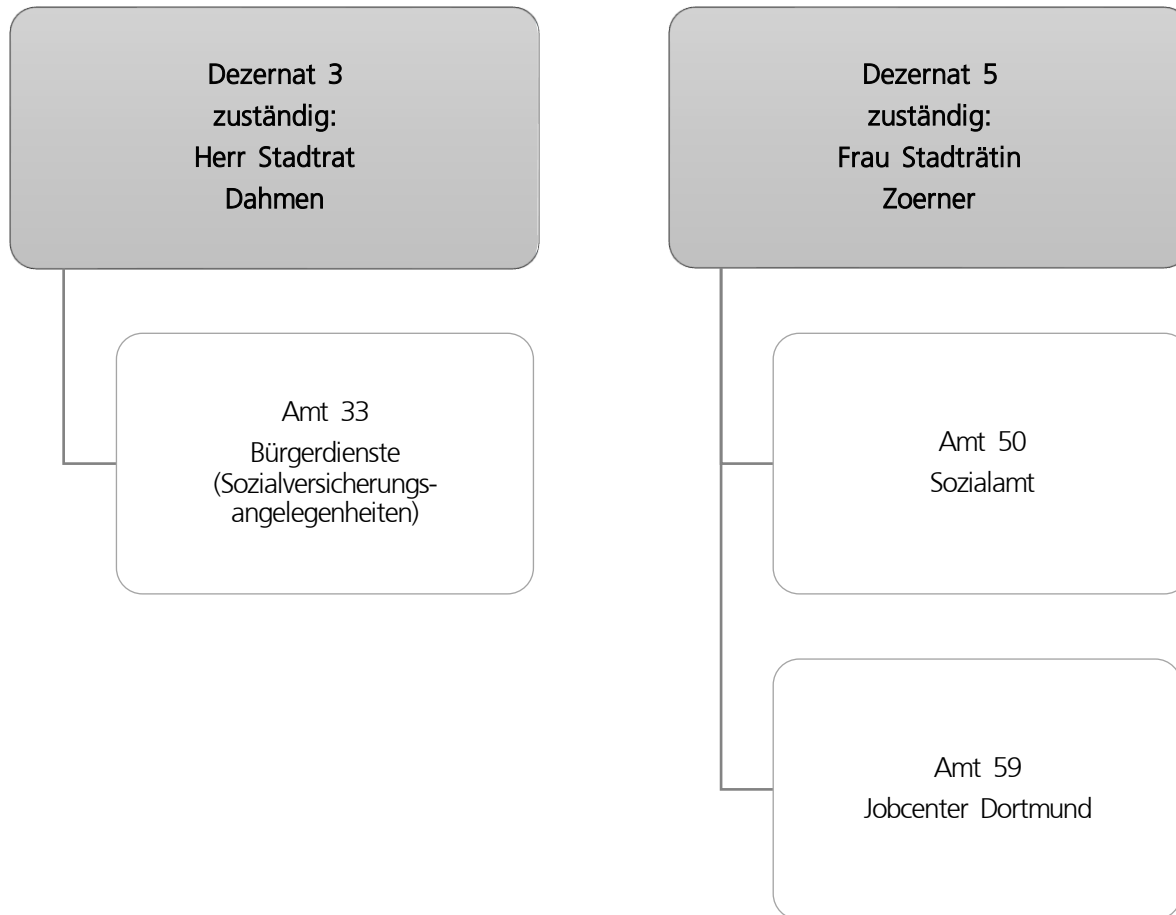 Dezernat 3
zuständig:
Herr Stadtrat
Dahmen
Amt 33
Bürgerdienste
(Sozialversicherungs-
angelegenheiten)
Dezernat 5
zuständig:
Frau Stadträtin
Zoerner
Amt 50
Sozialamt
Amt 59
Jobcenter Dortmund